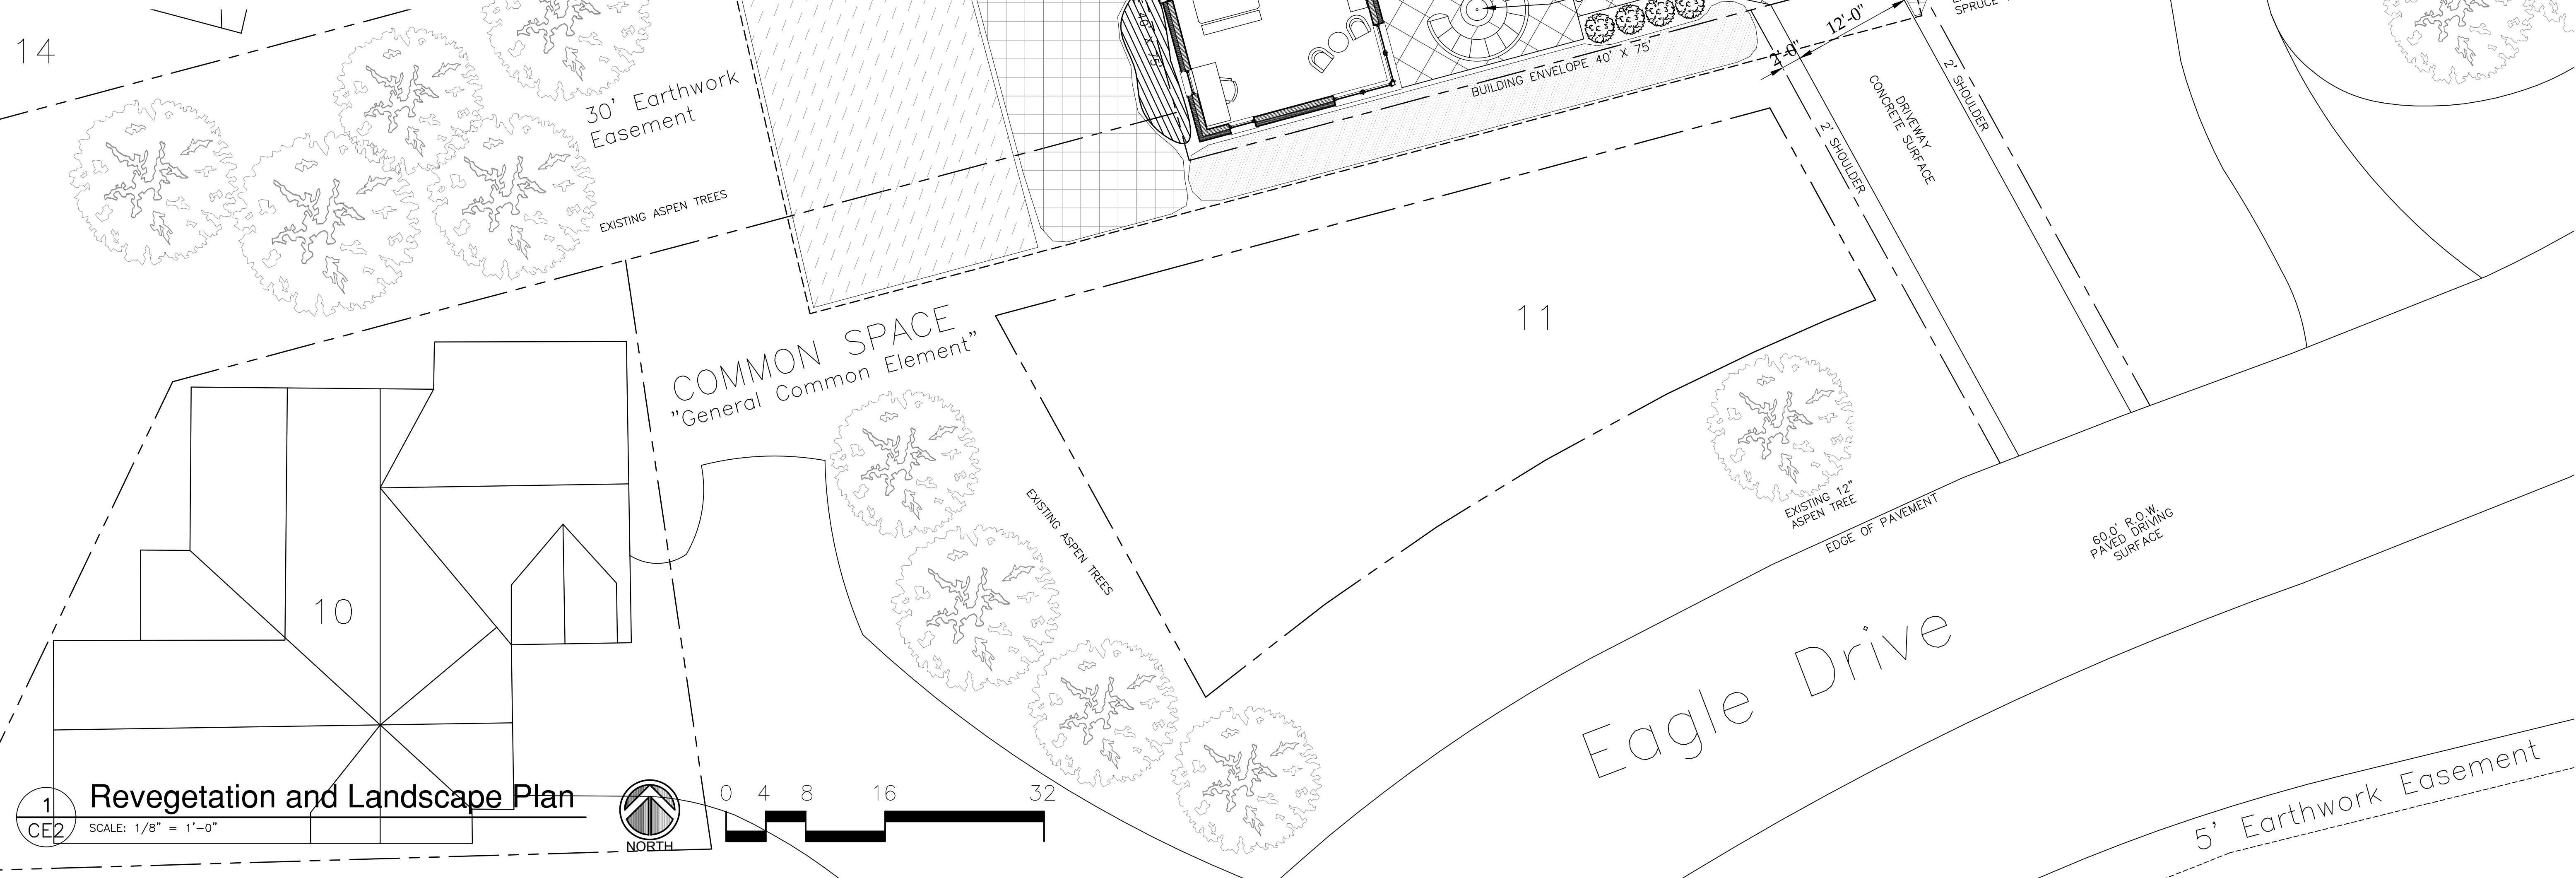 14
30' Earthwork
Easement
EXISTING ASPEN TREES
40' X 75'
BUILDING ENVELOPE 40' X 75'
2'-0"
12'-0"
SPRUCE
2' SHOULDER
DRIVEWAY
CONCRETE SURFACE
2' SHOULDER
COMMON SPACE
"General Common Element"
11
10
EXISTING ASPEN TREES
EXISTING 12"
ASPEN TREE
EDGE OF PAVEMENT
60.0' R.O.W.
PAVED DRIVING
SURFACE
Eagle Drive
5' Earthwork Easement
1
CE2
Revegetation and Landscape Plan
SCALE: 1/8" = 1'-0"
NORTH
0 4 8 16 32